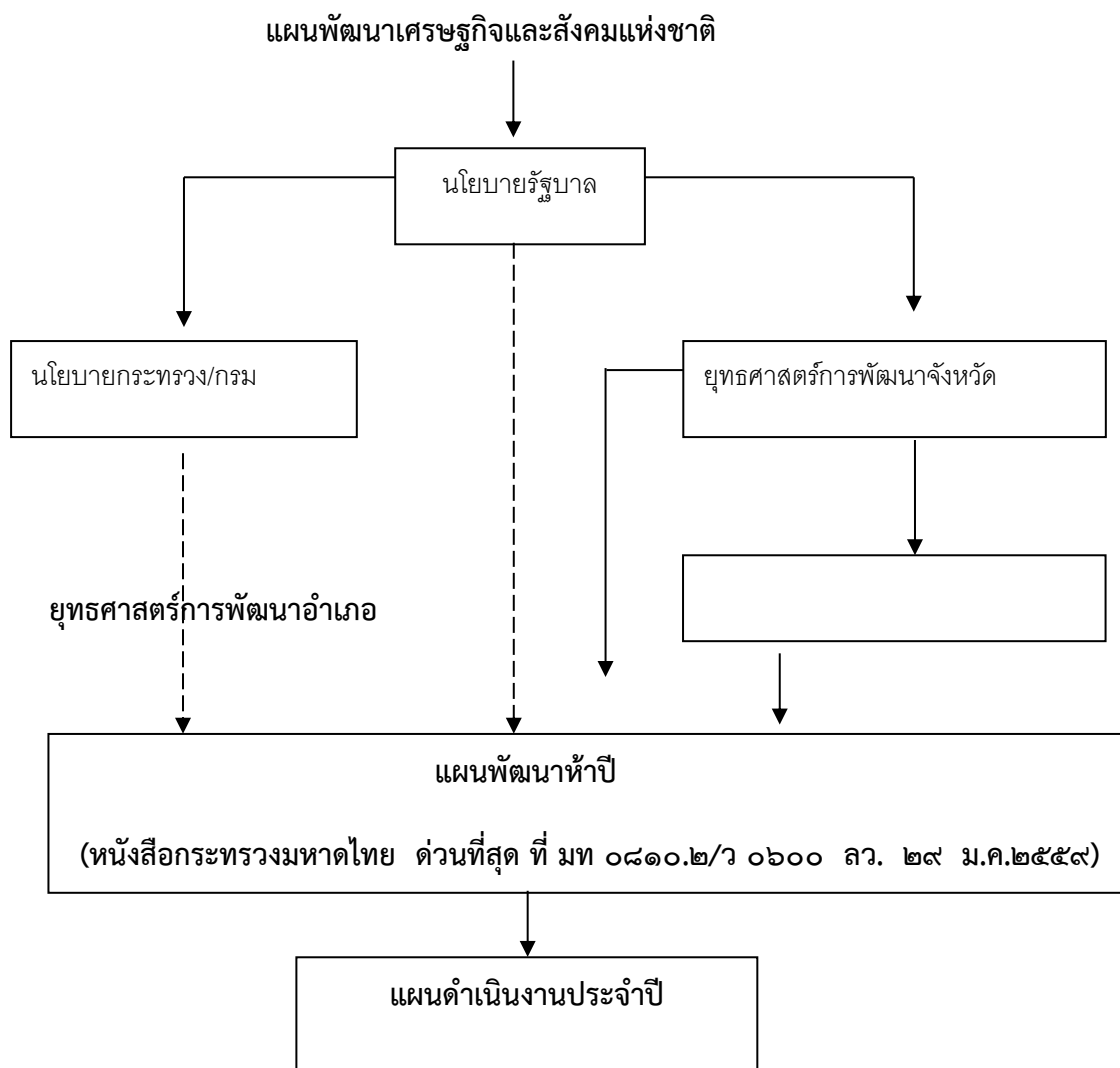 แผนพัฒนาเศรษฐกิจและสังคมแห่งชาติ
นโยบายรัฐบาล
นโยบายกระทรวง/กรม
ยุทธศาสตร์การพัฒนาจังหวัด
ยุทธศาสตร์การพัฒนาอำเภอ
แผนพัฒนาห้าปี
(หนังสือกระทรวงมหาดไทย ด่วนที่สุด ที่ มท ๐๘๑๐.๒/ว ๐๖๐๐ ลว. ๒๙ ม.ค.๒๕๕๙)
แผนดำเนินงานประจำปี